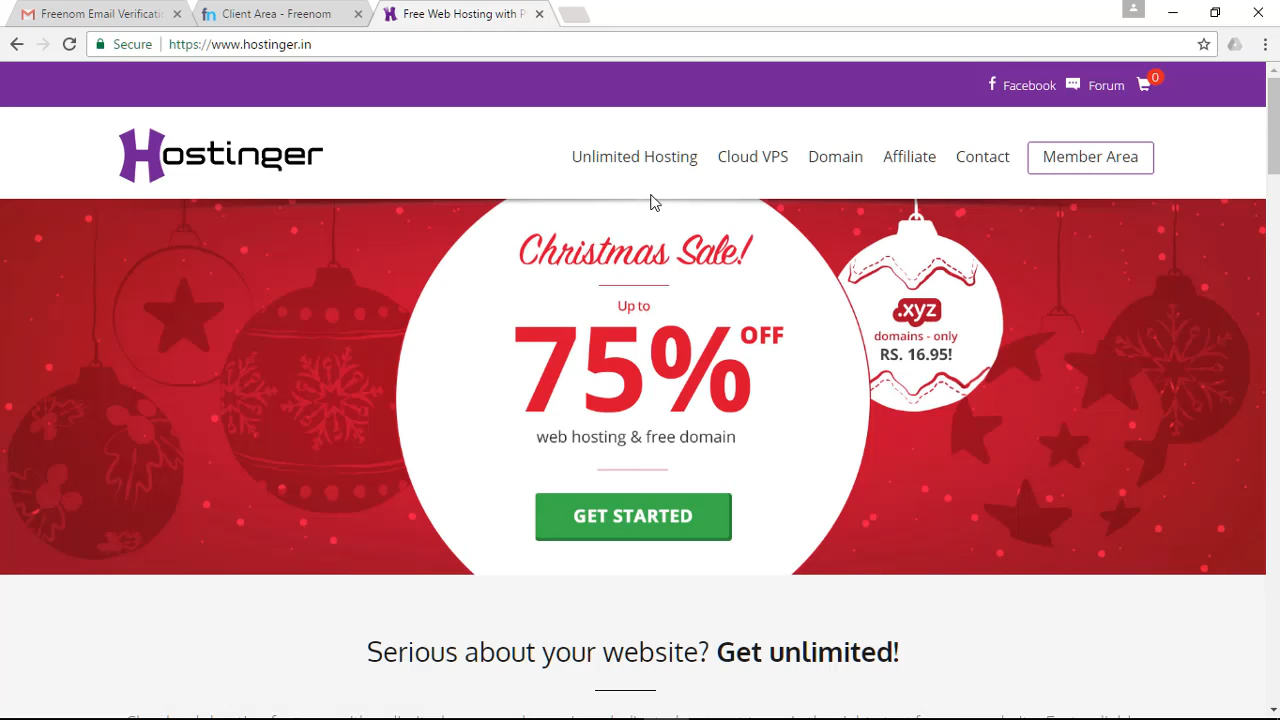 Freenom Email Verificati
Client Area - Freenom
Free Web Hosting with P
Secure
https://www.hostinger.in
Facebook
Forum
0
Hostinger
Unlimited Hosting
Cloud VPS
Domain
Affiliate
Contact
Member Area
Christmas Sale!
Up to
75% OFF
web hosting & free domain
GET STARTED
.xyz
domains - only
RS. 16.95!
Serious about your website? Get unlimited!